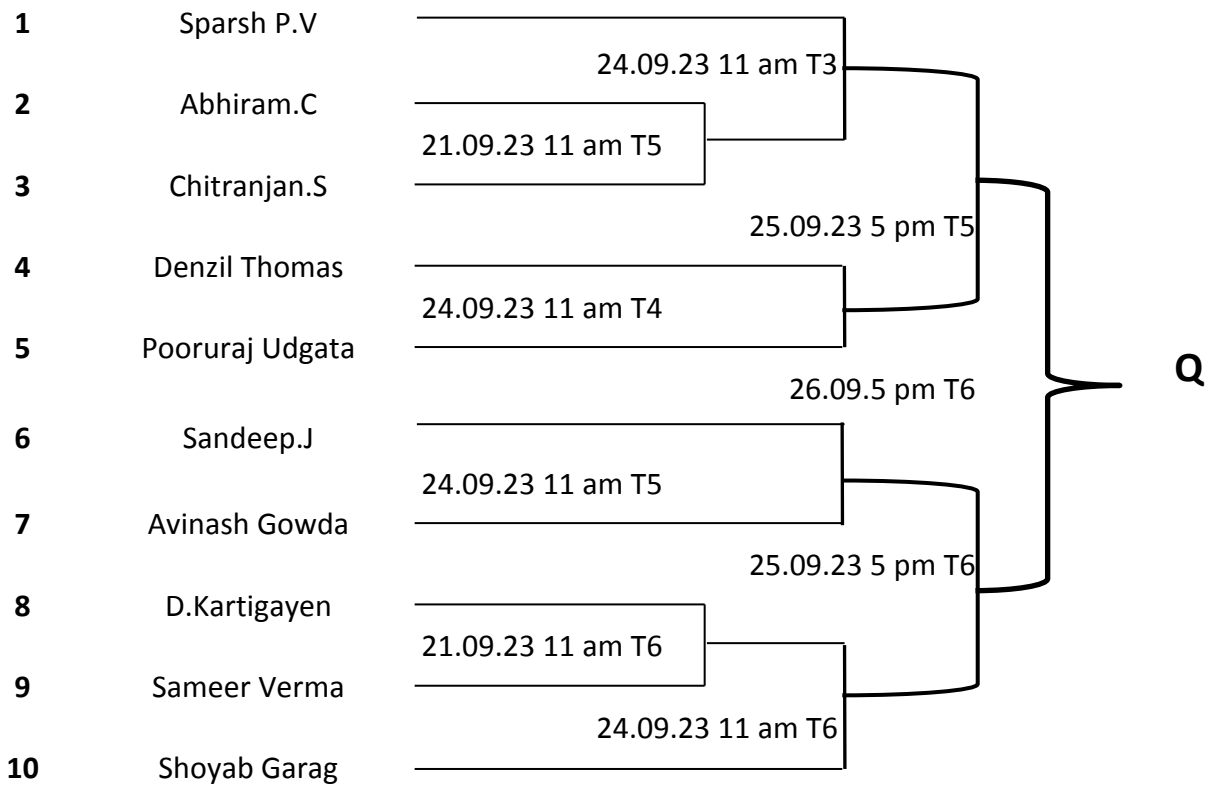 1 Sparsh P.V
24.09.23 11 am T3
2 Abhiram.C
21.09.23 11 am T5
3 Chitranjan.S
25.09.23 5 pm T5
4 Denzil Thomas
24.09.23 11 am T4
5 Pooruraj Udgata
Q
26.09.5 pm T6
6 Sandeep.J
24.09.23 11 am T5
7 Avinash Gowda
25.09.23 5 pm T6
8 D.Kartigayen
21.09.23 11 am T6
9 Sameer Verma
24.09.23 11 am T6
10 Shoyab Garag